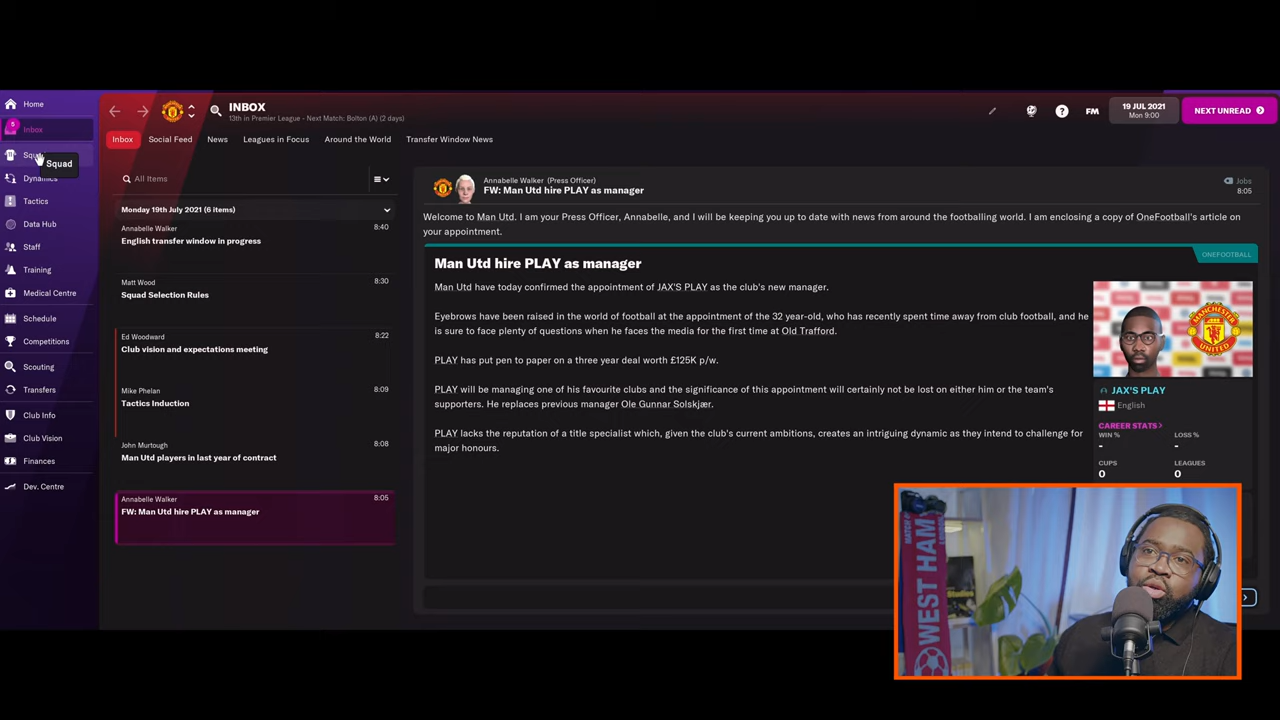 Home
5
Inbox
Squ
Squad
Dynamics
Tactics
Data Hub
Staff
Training
Medical Centre
Schedule
Competitions
Scouting
Transfers
Club Info
Club Vision
Finances
Dev. Centre
INBOX
13th in Premier League - Next Match: Bolton (A) (2 days)
FM
19 JUL 2021
Mon 9:00
NEXT UNREAD
Inbox Social Feed News Leagues in Focus Around the World Transfer Window News
All Items
Monday 19th July 2021 (6 items)
Annabelle Walker 8:40
English transfer window in progress
Matt Wood 8:30
Squad Selection Rules
Ed Woodward 8:22
Club vision and expectations meeting
Mike Phelan 8:09
Tactics Induction
John Murtough 8:08
Man Utd players in last year of contract
Annabelle Walker 8:05
FW: Man Utd hire PLAY as manager
Annabelle Walker (Press Officer)
FW: Man Utd hire PLAY as manager
Jobs
8:05
Welcome to Man Utd. I am your Press Officer, Annabelle, and I will be keeping you up to date with news from around the footballing world. I am enclosing a copy of OneFootball's article on
your appointment.
ONEFOOTBALL
Man Utd hire PLAY as manager
Man Utd have today confirmed the appointment of JAX'S PLAY as the club's new manager.
Eyebrows have been raised in the world of football at the appointment of the 32 year-old, who has recently spent time away from club football, and he
is sure to face plenty of questions when he faces the media for the first time at Old Trafford.
PLAY has put pen to paper on a three year deal worth £125K p/w.
PLAY will be managing one of his favourite clubs and the significance of this appointment will certainly not be lost on either him or the team's
supporters. He replaces previous manager Ole Gunnar Solskjær.
PLAY lacks the reputation of a title specialist which, given the club's current ambitions, creates an intriguing dynamic as they intend to challenge for
major honours.
MANCHESTER
UNITED
JAX'S PLAY
English
CAREER STATS
WIN % LOSS %
- -
CUPS LEAGUES
0 0
WEST HAM